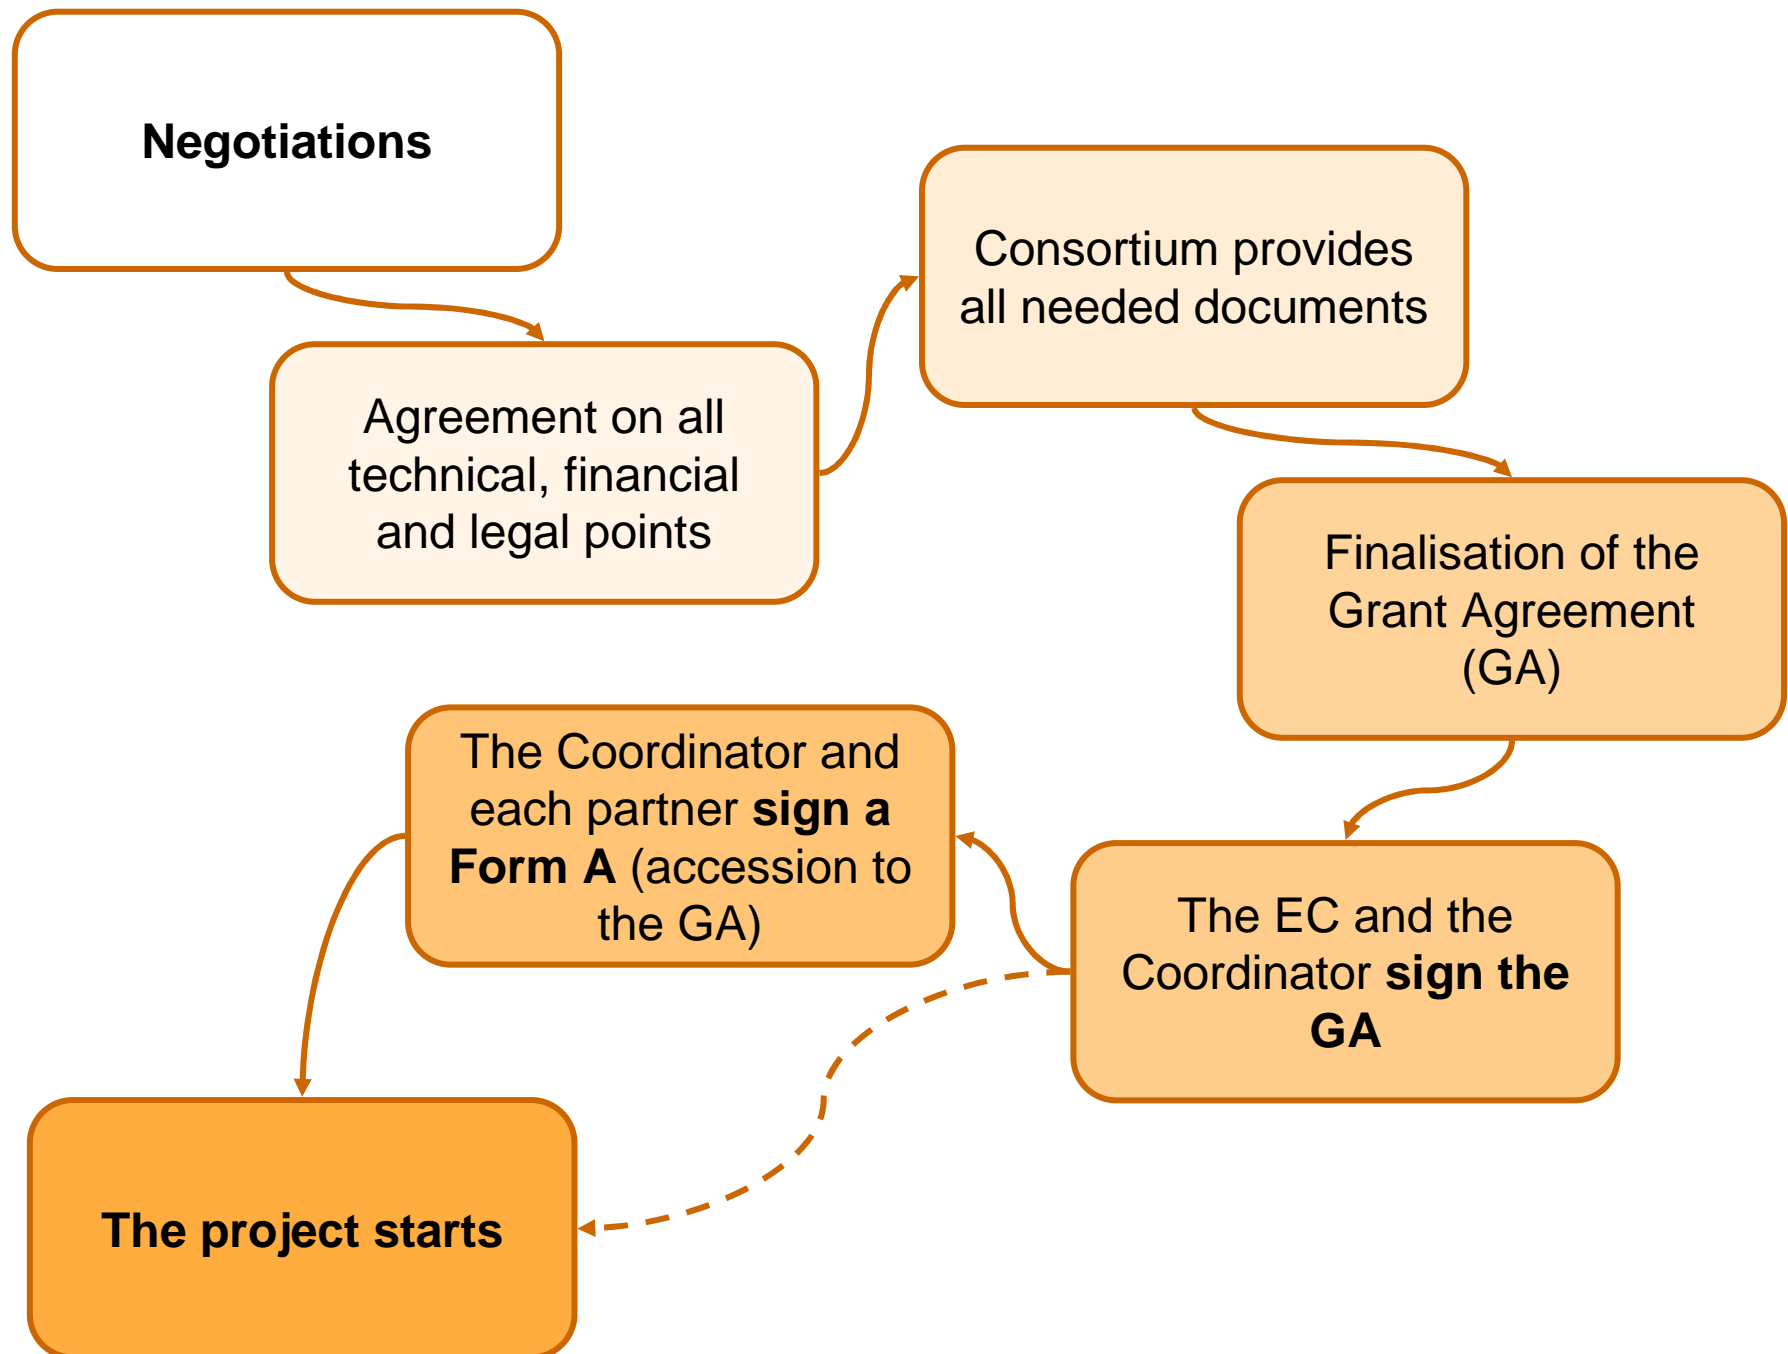 Negotiations
Consortium provides
all needed documents
Agreement on all
technical, financial
and legal points
Finalisation of the
Grant Agreement
(GA)
The Coordinator and
each partner sign a
Form A (accession to
the GA)
The EC and the
Coordinator sign the
GA
The project starts